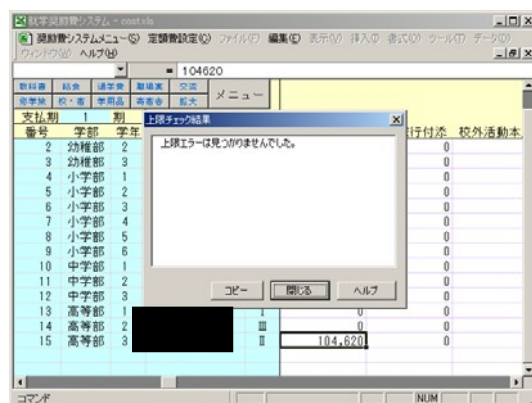 就学奨励費システム - cost.xls
就学奨励費システムメニュー(S) 定額費設定(Q) ファイル(F) 編集(E) 表示(V) 挿入(I) 書式(O) ツール(T) データ(D)
ウィンドウ(W) ヘルプ(H)
= 104620
教科書 給食 通学費 職場実 交流 メニュー
修学旅 校・宿 学用品 寄宿舎 拡大
支払期 1 期
番号 学部 学年 行付添 校外活動本
上限チェック結果
上限エラーは見つかりませんでした。
コピー 閉じる ヘルプ
2 幼稚部 2 0
3 幼稚部 3 0
4 小学部 1 0
5 小学部 2 0
6 小学部 3 0
7 小学部 4 0
8 小学部 5 0
9 小学部 6 0
10 中学部 1 0
11 中学部 2 0
12 中学部 3 0
13 高等部 1 I 0 0
14 高等部 2 III 0 0
15 高等部 3 II 104,620 0
コマンド NUM